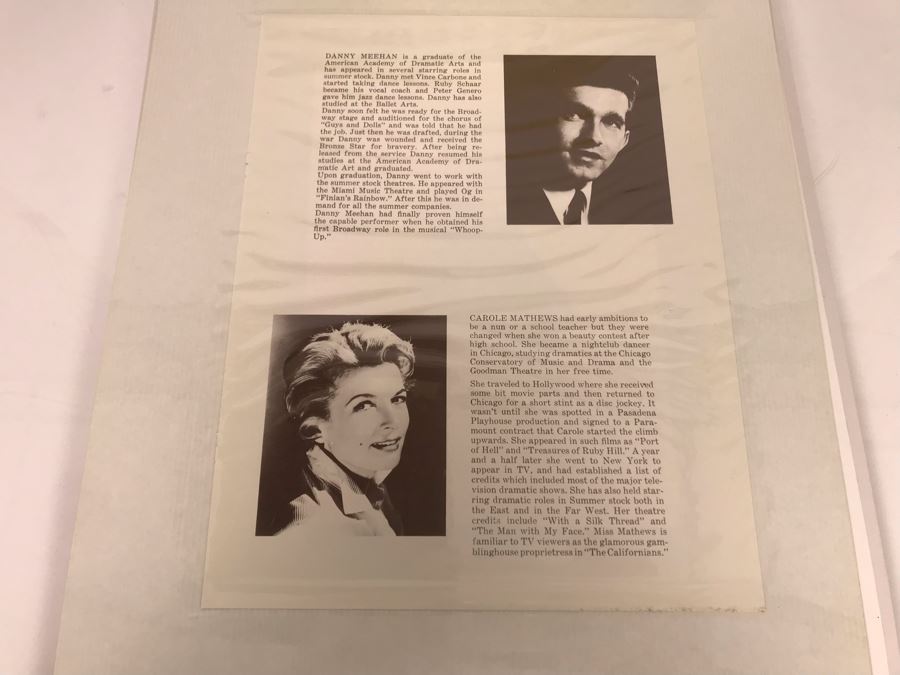 DANNY MEEHAN is a graduate of the
American Academy of Dramatic Arts and
has appeared in several starring roles in
summer stock. Danny met Vince Carbone and
started taking dance lessons. Ruby Schaar
became his vocal coach and Peter Genero
gave him jazz dance lessons. Danny has also
studied at the Ballet Arts.
Danny soon felt he was ready for the Broad-
way stage and auditioned for the chorus of
"Guys and Dolls" and was told that he had
the job. Just then he was drafted, during the
war Danny was wounded and received the
Bronze Star for bravery. After being re-
leased from the service Danny resumed his
studies at the American Academy of Dra-
matic Art and graduated.
Upon graduation, Danny went to work with
the summer stock theatres. He appeared with
the Miami Music Theatre and played Og in
"Finian's Rainbow." After this he was in de-
mand for all the summer companies.
Danny Meehan had finally proven himself
the capable performer when he obtained his
first Broadway role in the musical "Whoop-
Up."
CAROLE MATHEWS had early ambitions to
be a nun or a school teacher but they were
changed when she won a beauty contest after
high school. She became a nightclub dancer
in Chicago, studying dramatics at the Chicago
Conservatory of Music and Drama and the
Goodman Theatre in her free time.
She traveled to Hollywood where she received
some bit movie parts and then returned to
Chicago for a short stint as a disc jockey. It
wasn't until she was spotted in a Pasadena
Playhouse production and signed to a Para-
mount contract that Carole started the climb
upwards. She appeared in such films as "Port
of Hell" and "Treasures of Ruby Hill." A year
and a half later she went to New York to
appear in TV, and had established a list of
credits which included most of the major tele-
vision dramatic shows. She has also held star-
ring dramatic roles in Summer stock both in
the East and in the Far West. Her theatre
credits include "With a Silk Thread" and
"The Man with My Face." Miss Mathews is
familiar to TV viewers as the glamorous gam-
blinghouse proprietress in "The Californians."